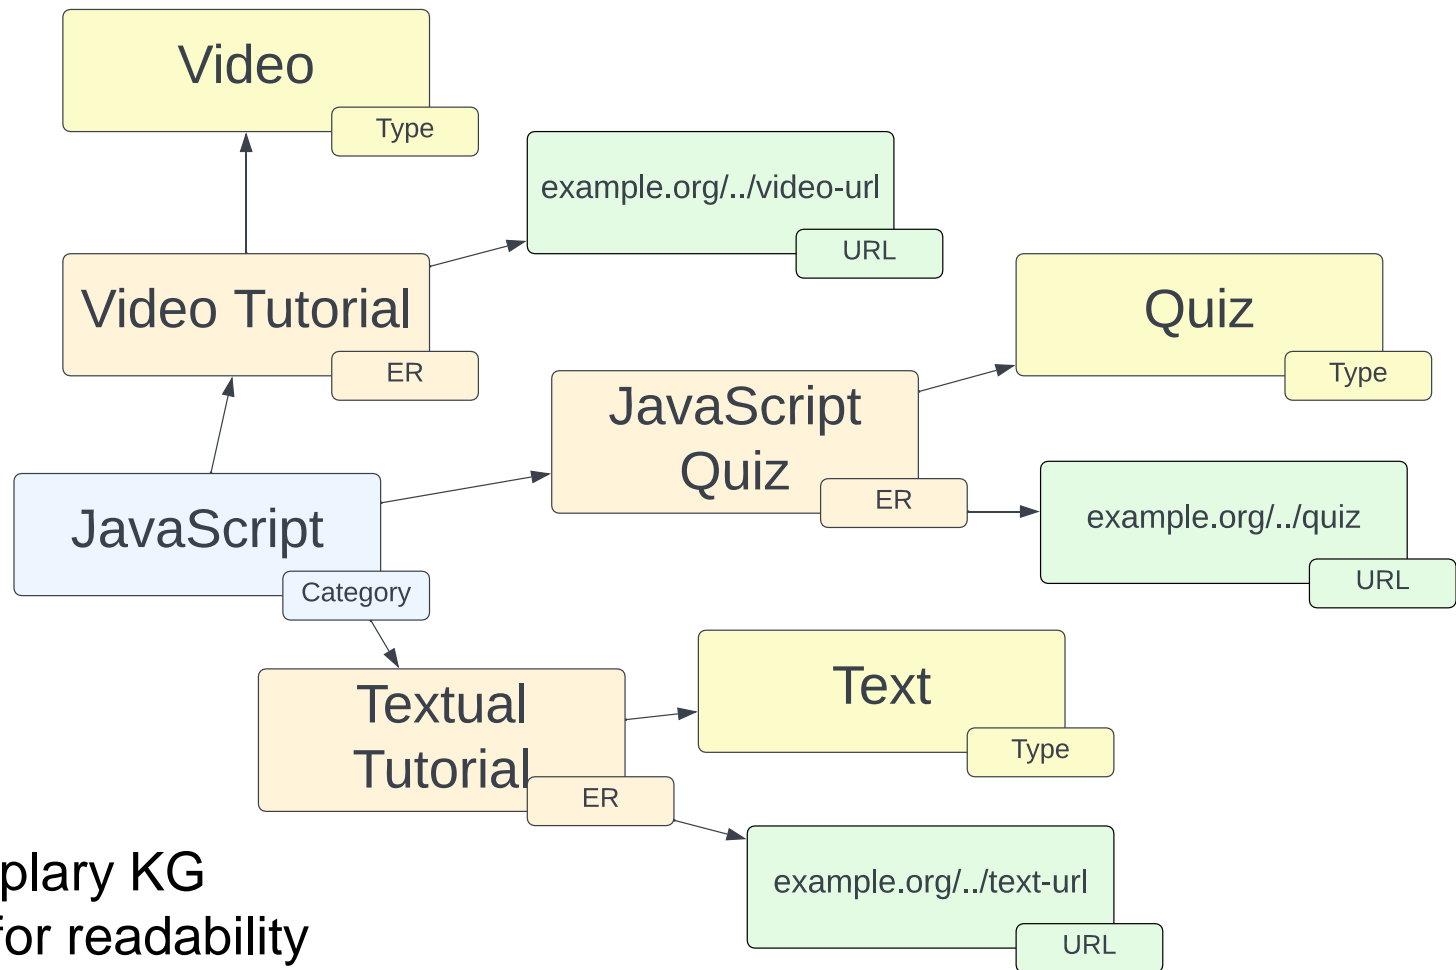 Video
Type
example.org/../video-url
URL
Video Tutorial
ER
Quiz
Type
JavaScript
Quiz
ER
example.org/../quiz
URL
JavaScript
Category
Textual
Tutorial
ER
Text
Type
example.org/../text-url
URL
plary KG
for readability